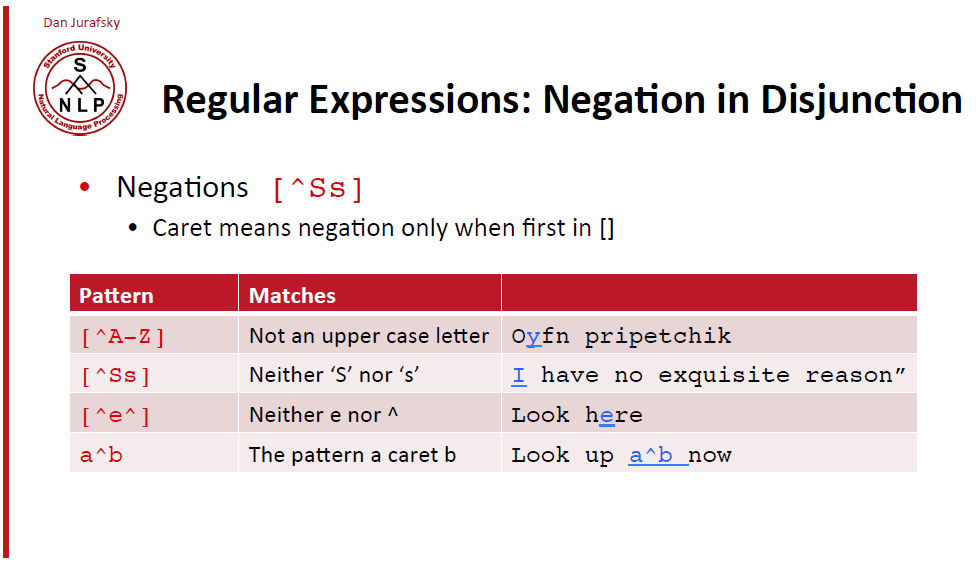 Dan Jurafsky
Stanford University
S
NLP
Natural Language Processing
Regular Expressions: Negation in Disjunction
• Negations [^Ss]
• Caret means negation only when first in []
Pattern Matches
[^A-Z] Not an upper case letter Oyfn pripetchik
[^Ss] Neither ‘S’ nor ‘s’ I have no exquisite reason”
[^e^] Neither e nor ^ Look here
a^b The pattern a caret b Look up a^b now